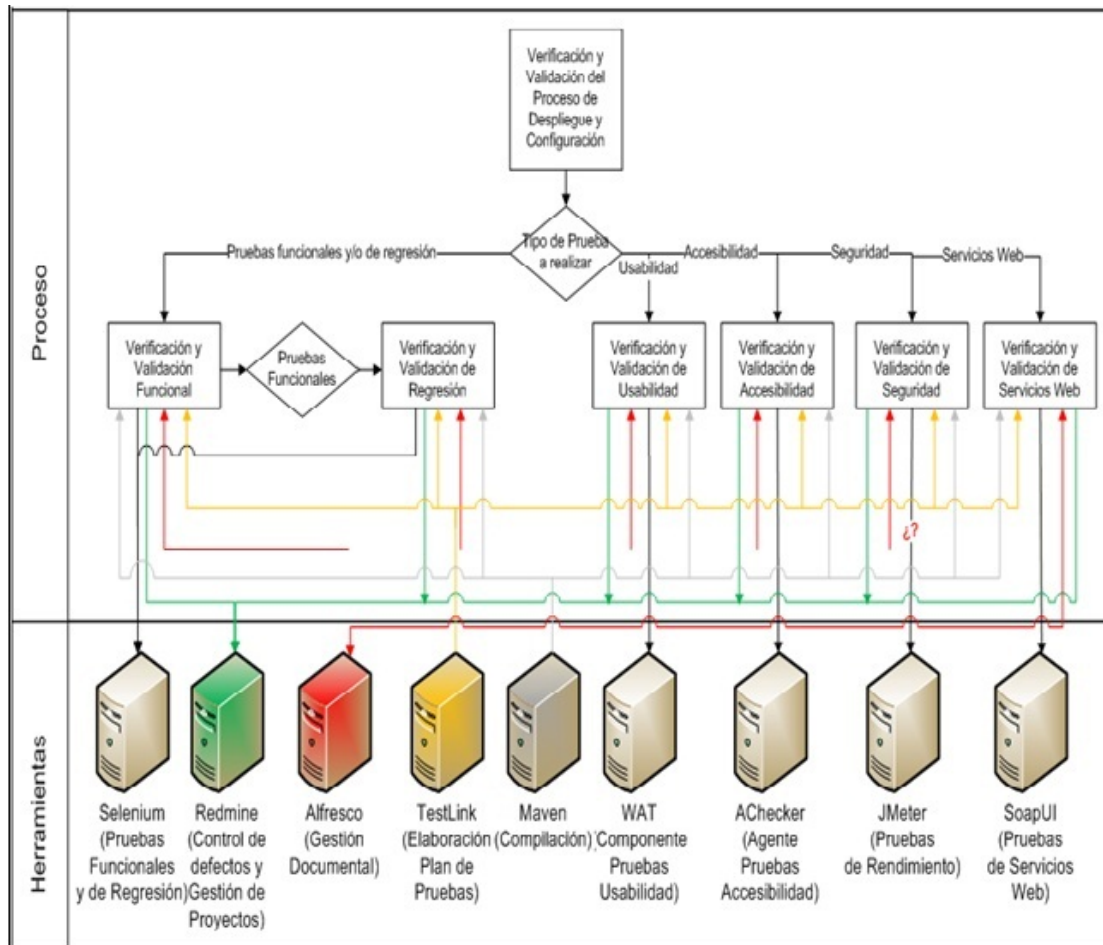 Proceso
Verificación y
Validación del
Proceso de
Despliegue y
Configuración
Tipo de Prueba
a realizar
Pruebas funcionales y/o de regresión
Usabilidad
Accesibilidad
Seguridad
Servicios Web
Verificación y
Validación
Funcional
Pruebas
Funcionales
Verificación y
Validación de
Regresión
Verificación y
Validación de
Usabilidad
Verificación y
Validación de
Accesibilidad
Verificación y
Validación de
Seguridad
Verificación y
Validación de
Servicios Web
¿?
Herramientas
Selenium
(Pruebas
Funcionales
y de Regresión)
Redmine
(Control de
defectos y
Gestión de
Proyectos)
Alfresco
(Gestión
Documental)
TestLink
(Elaboración
Plan de
Pruebas)
Maven
(Compilación)
WAT
(Componente
Pruebas
Usabilidad)
AChecker
(Agente
Pruebas
Accesibilidad)
JMeter
(Pruebas
de Rendimiento)
SoapUI
(Pruebas
de Servicios
Web)